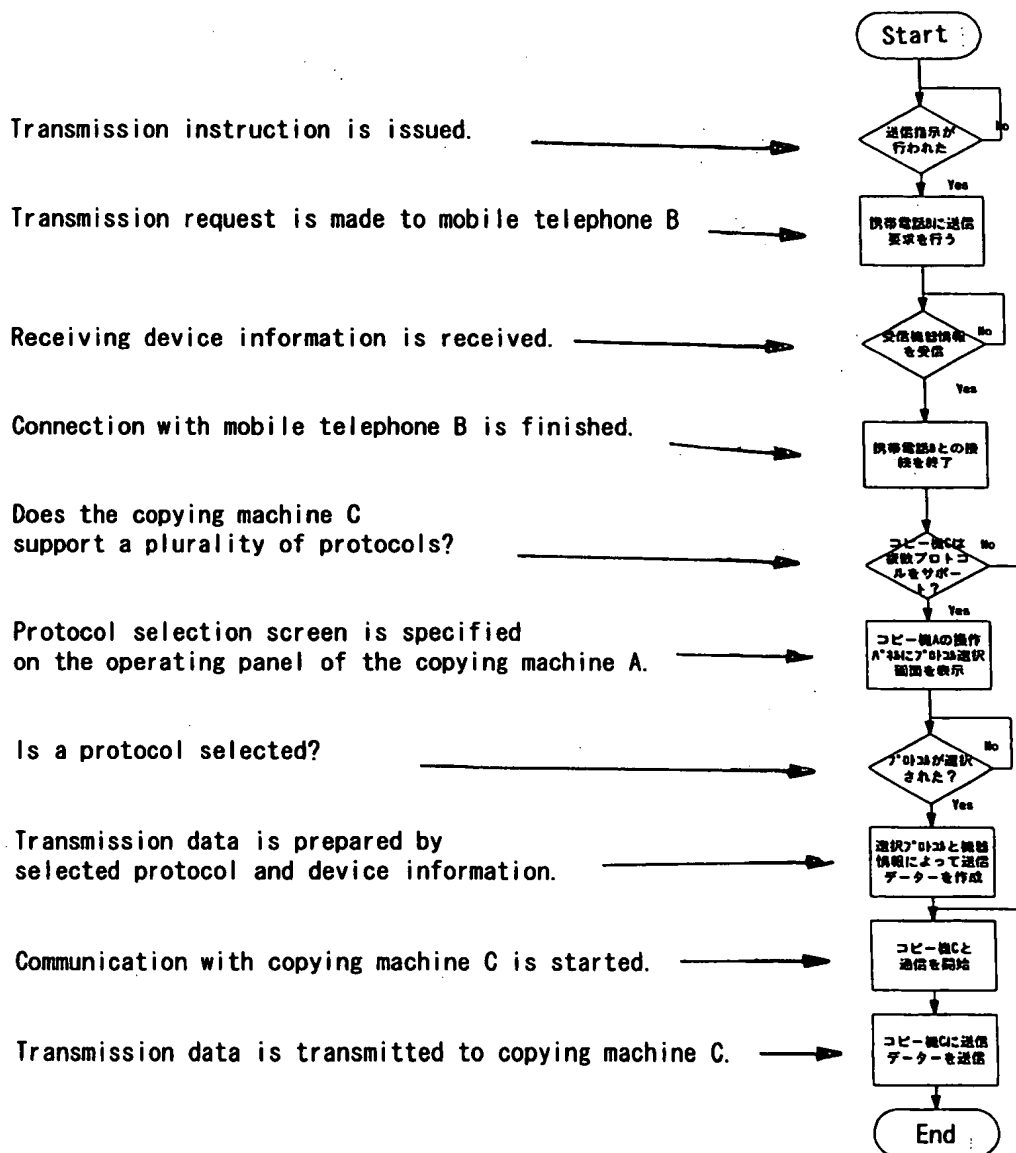 Start
Transmission instruction is issued.
送信指示が
行われた
No
Yes
Transmission request is made to mobile telephone B
携帯電話Bに送信
要求を行う
Receiving device information is received.
受信機器情報
を受信
No
Yes
Connection with mobile telephone B is finished.
携帯電話Bとの接
続を終了
Does the copying machine C
support a plurality of protocols?
コピー機Cは
複数プロトコ
ルをサポー
ト?
No
Yes
Protocol selection screen is specified
on the operating panel of the copying machine A.
コピー機Aの操作
パネルにプロトコル選択
画面を表示
Is a protocol selected?
プロトコルが選択
された?
No
Yes
Transmission data is prepared by
selected protocol and device information.
選択プロトコルと機器
情報によって送信
データーを作成
Communication with copying machine C is started.
コピー機Cと
通信を開始
Transmission data is transmitted to copying machine C.
コピー機Cに送信
データーを送信
End